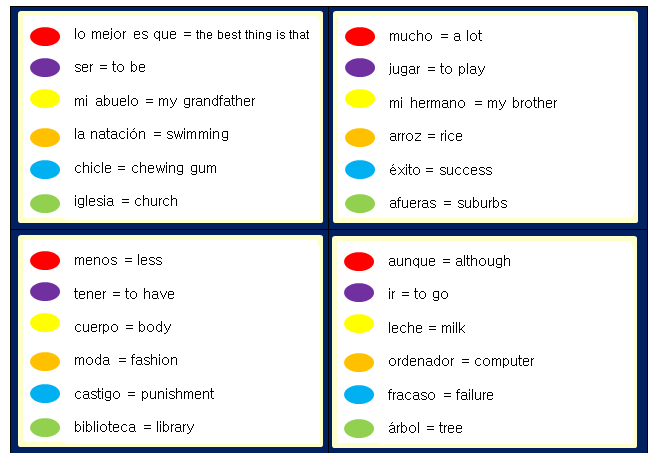 lo mejor es que = the best thing is that
ser = to be
mi abuelo = my grandfather
la natación = swimming
chicle = chewing gum
iglesia = church
mucho = a lot
jugar = to play
mi hermano = my brother
arroz = rice
éxito = success
afueras = suburbs
menos = less
tener = to have
cuerpo = body
moda = fashion
castigo = punishment
biblioteca = library
aunque = although
ir = to go
leche = milk
ordenador = computer
fracaso = failure
árbol = tree